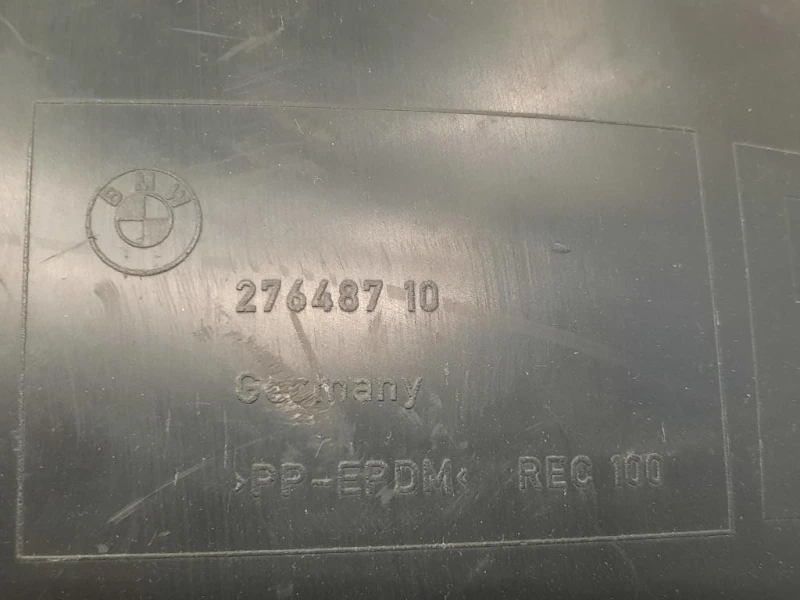 BMW
276487 10
Germany
>PP-EPDM< REC 100